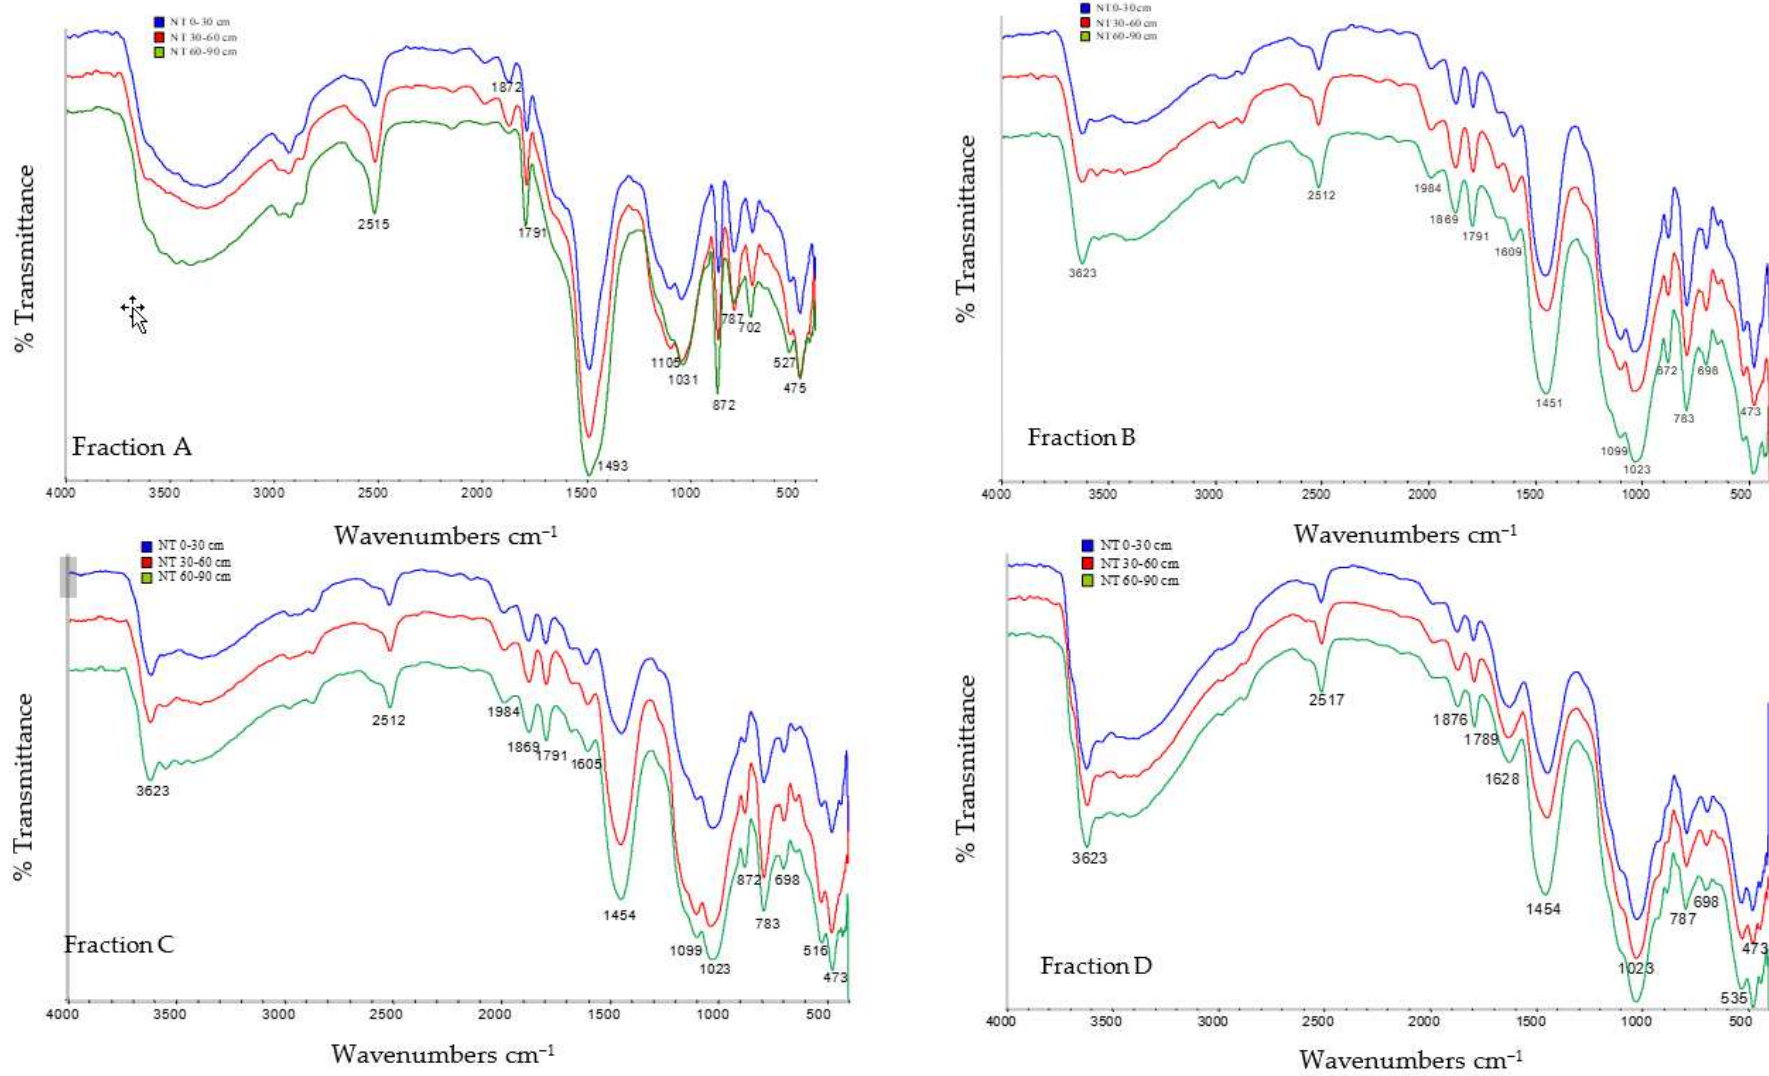 NT 0-30 cm
NT 30-60 cm
NT 60-90 cm
% Transmittance
1872
2515
1791
1105
1031
872
787
702
527
475
1493
Fraction A
4000 3500 3000 2500 2000 1500 1000 500
Wavenumbers cm⁻¹
NT 0-30 cm
NT 30-60 cm
NT 60-90 cm
% Transmittance
3623
2512
1984
1869
1791
1609
1451
1099
1023
872
783
698
473
Fraction B
4000 3500 3000 2500 2000 1500 1000 500
Wavenumbers cm⁻¹
NT 0-30 cm
NT 30-60 cm
NT 60-90 cm
% Transmittance
3623
2512
1984
1869
1791
1605
1454
1099
1023
872
783
698
516
473
Fraction C
4000 3500 3000 2500 2000 1500 1000 500
Wavenumbers cm⁻¹
NT 0-30 cm
NT 30-60 cm
NT 60-90 cm
% Transmittance
3623
2517
1876
1789
1628
1454
1023
787
698
535
473
Fraction D
4000 3500 3000 2500 2000 1500 1000 500
Wavenumbers cm⁻¹